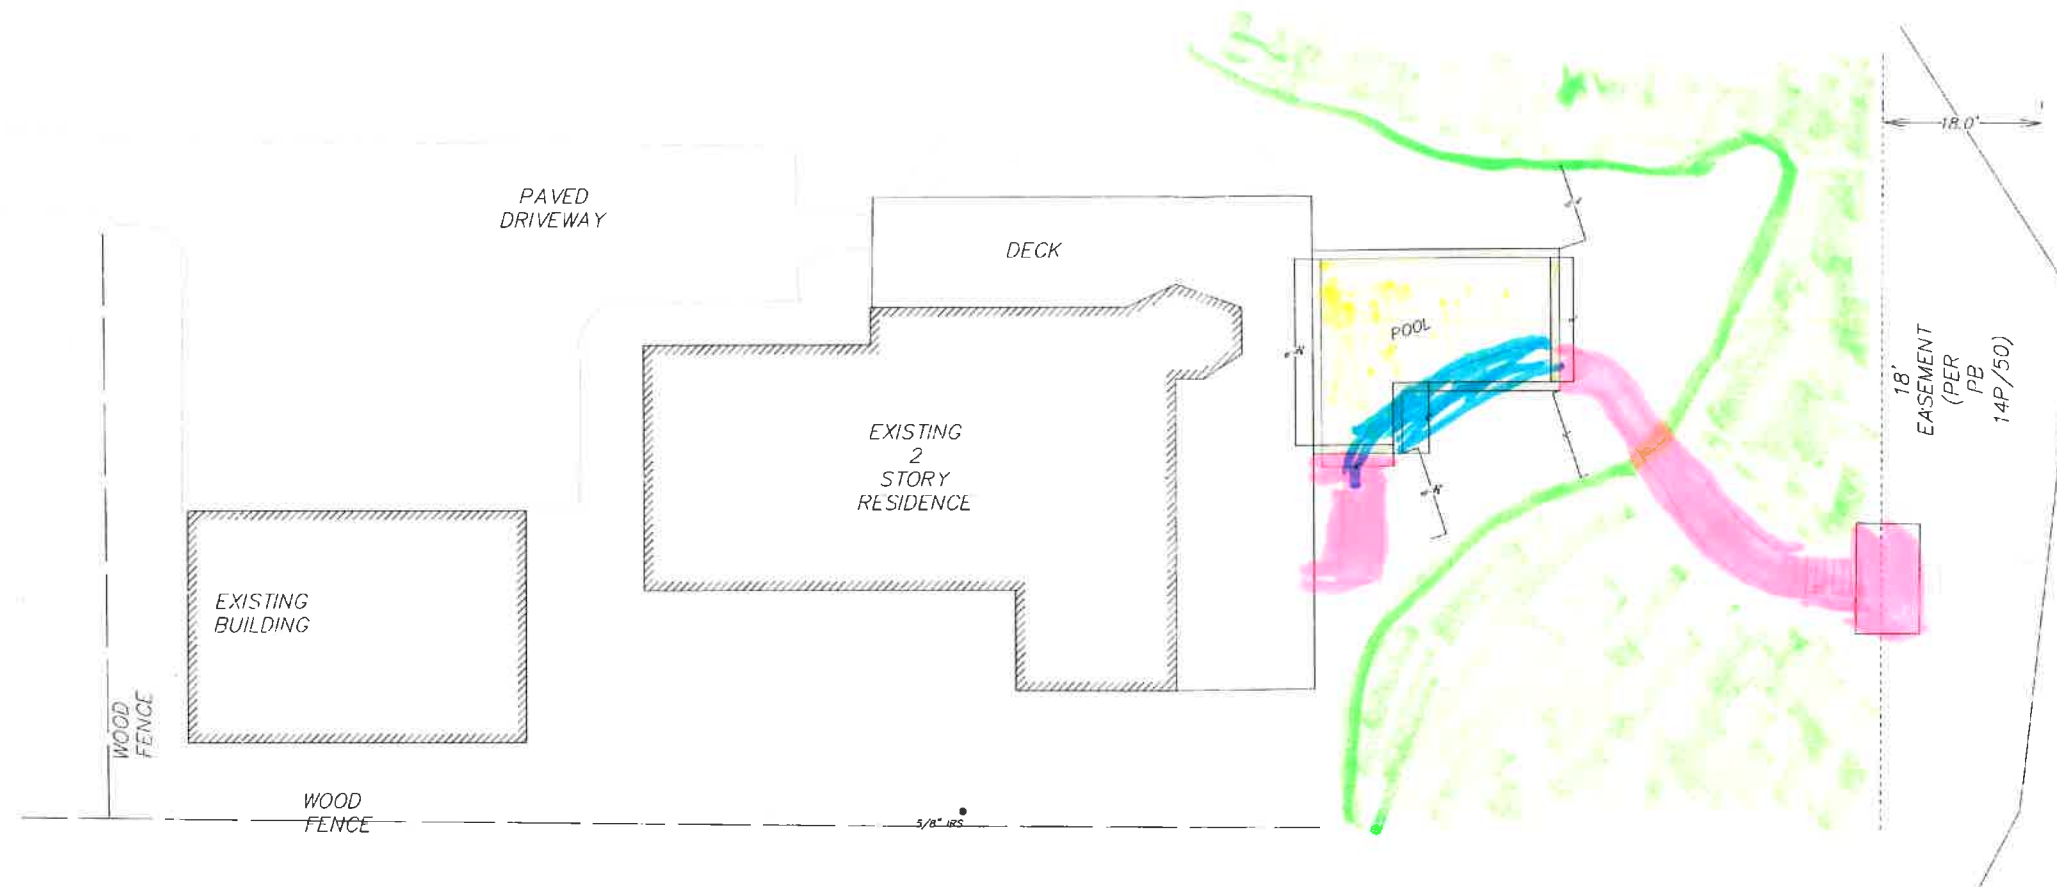 18.0'
PAVED
DRIVEWAY
DECK
POOL
18'
EASEMENT
(PER
PB
14P/50)
EXISTING
2
STORY
RESIDENCE
EXISTING
BUILDING
WOOD
FENCE
WOOD
FENCE
5/8" IRS